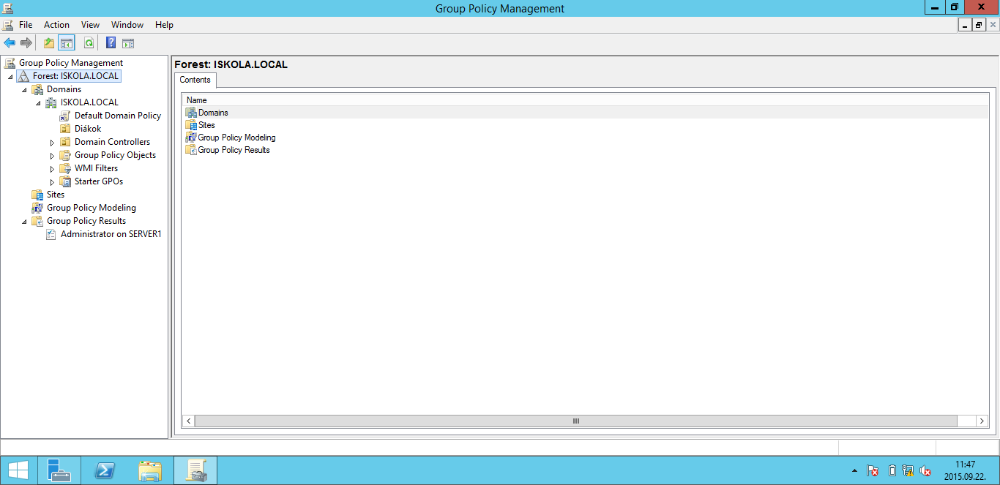 Group Policy Management
File Action View Window Help
Group Policy Management
Forest: ISKOLA.LOCAL
Domains
ISKOLA.LOCAL
Default Domain Policy
Diákok
Domain Controllers
Group Policy Objects
WMI Filters
Starter GPOs
Sites
Group Policy Modeling
Group Policy Results
Administrator on SERVER1
Forest: ISKOLA.LOCAL
Contents
Name
Domains
Sites
Group Policy Modeling
Group Policy Results
11:47
2015.09.22.